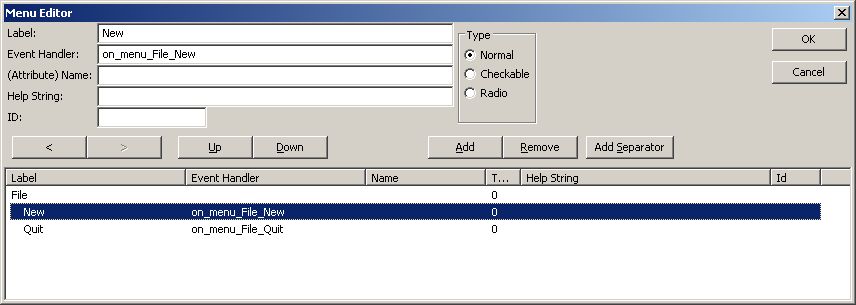 Menu Editor
Label: New
Event Handler: on_menu_File_New
(Attribute) Name:
Help String:
ID:
Type
Normal
Checkable
Radio
OK
Cancel
< > Up Down Add Remove Add Separator
Label Event Handler Name T... Help String Id
File 0
New on_menu_File_New 0
Quit on_menu_File_Quit 0